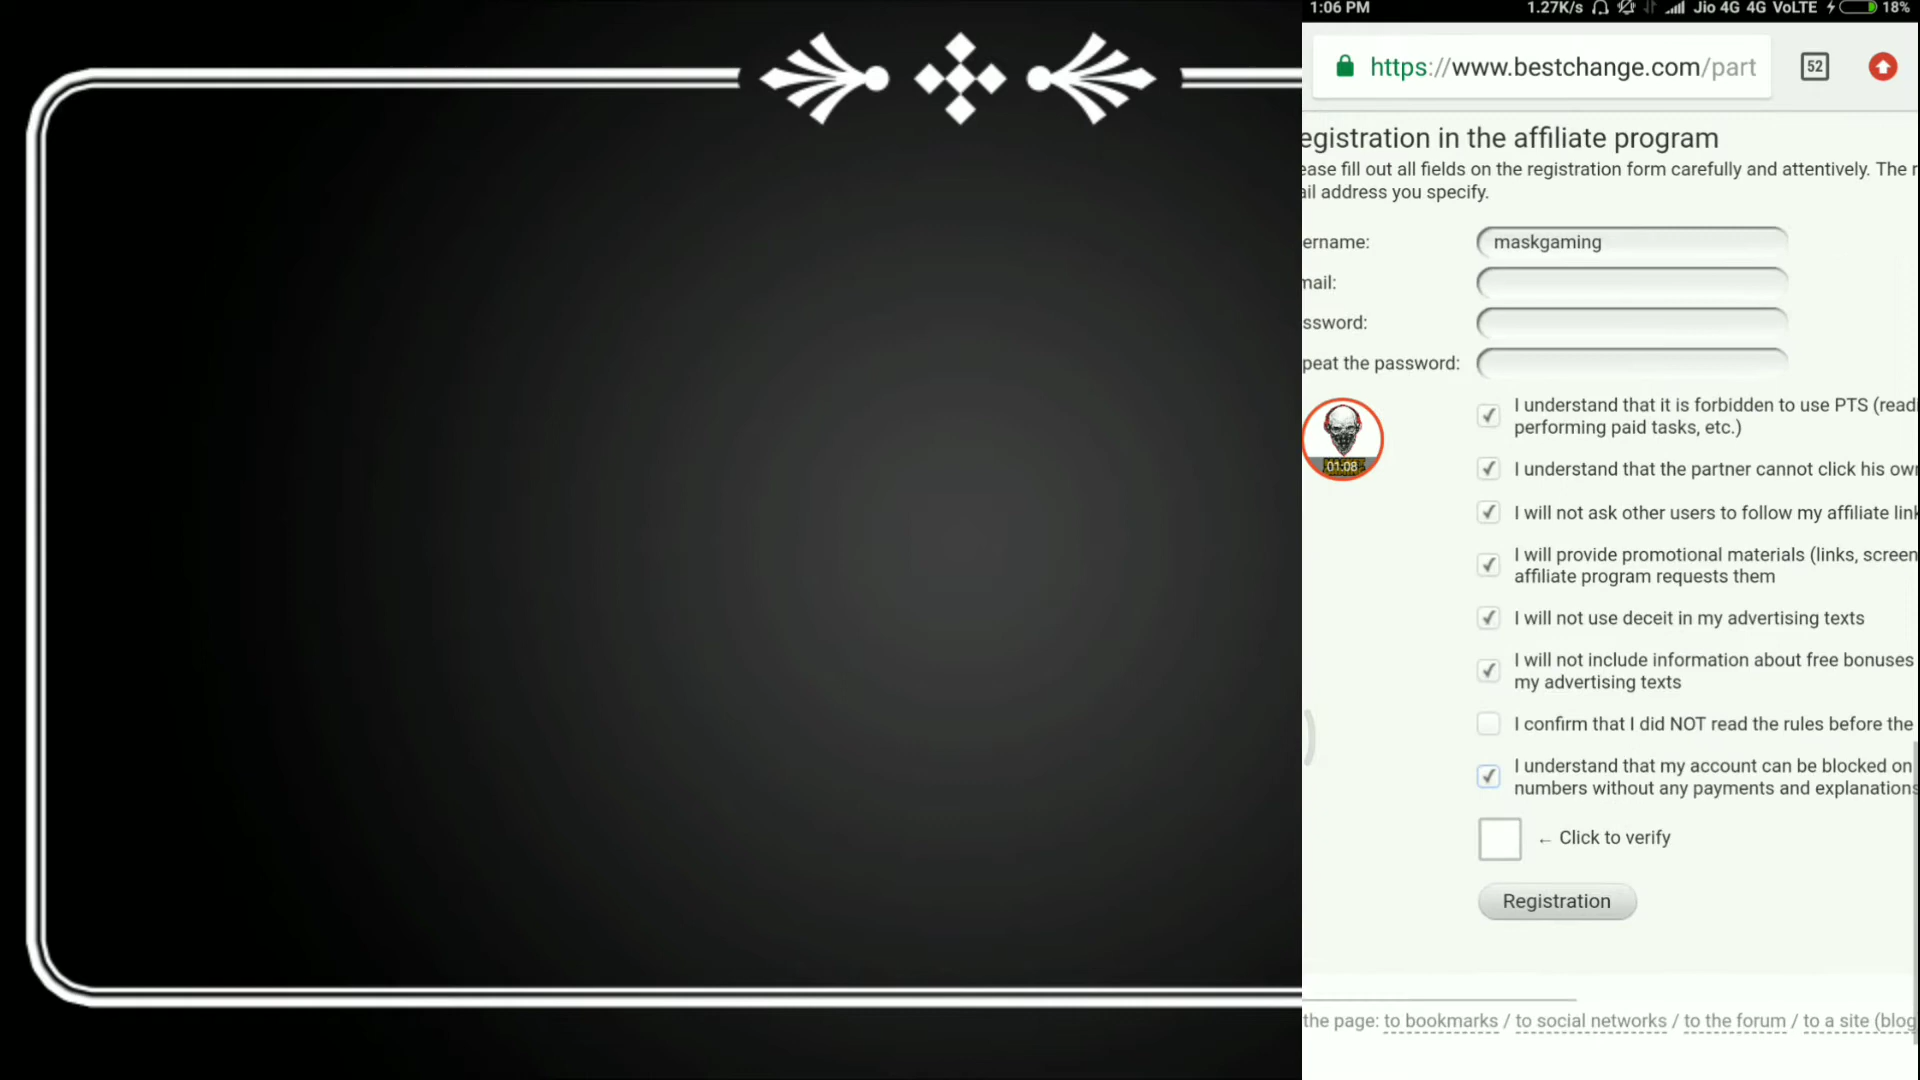 1:06 PM 1.27K/s Jio 4G 4G VoLTE 18%
https://www.bestchange.com/part 52
egistration in the affiliate program
ease fill out all fields on the registration form carefully and attentively. The r
ail address you specify.
ername: maskgaming
mail:
ssword:
peat the password:
I understand that it is forbidden to use PTS (readi
performing paid tasks, etc.)
I understand that the partner cannot click his own
I will not ask other users to follow my affiliate link
01:08
I will provide promotional materials (links, screen
affiliate program requests them
I will not use deceit in my advertising texts
I will not include information about free bonuses
my advertising texts
I confirm that I did NOT read the rules before the
I understand that my account can be blocked on
numbers without any payments and explanations
← Click to verify
Registration
the page: to bookmarks / to social networks / to the forum / to a site (blog